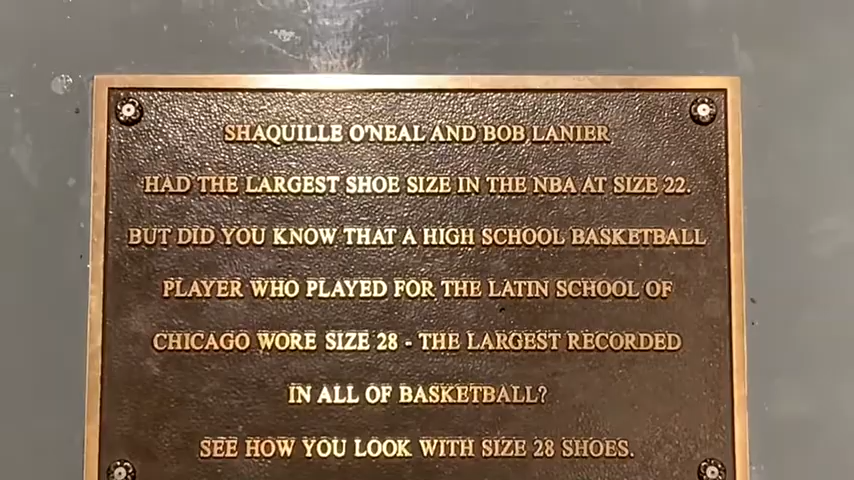 SHAQUILLE O'NEAL AND BOB LANIER
HAD THE LARGEST SHOE SIZE IN THE NBA AT SIZE 22.
BUT DID YOU KNOW THAT A HIGH SCHOOL BASKETBALL
PLAYER WHO PLAYED FOR THE LATIN SCHOOL OF
CHICAGO WORE SIZE 28 - THE LARGEST RECORDED
IN ALL OF BASKETBALL?
SEE HOW YOU LOOK WITH SIZE 28 SHOES.